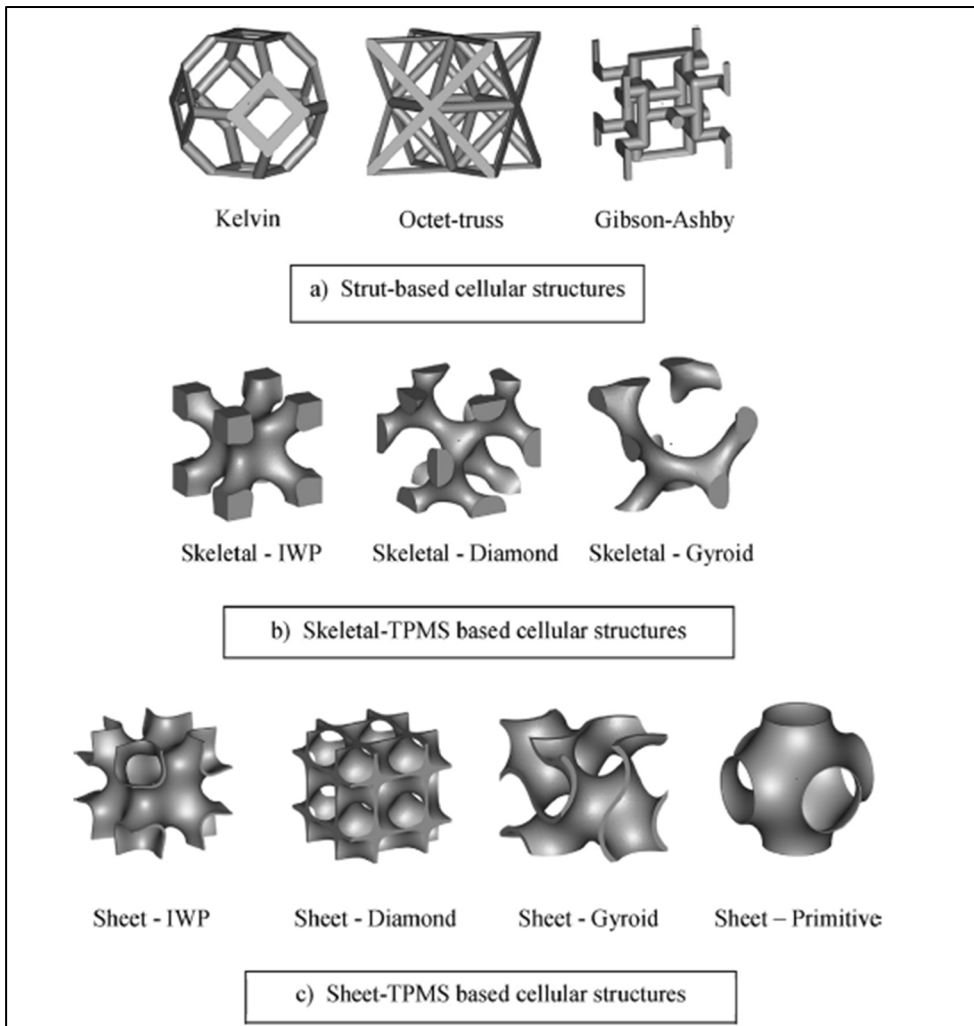 Kelvin Octet-truss Gibson-Ashby
a) Strut-based cellular structures
Skeletal - IWP Skeletal - Diamond Skeletal - Gyroid
b) Skeletal-TPMS based cellular structures
Sheet - IWP Sheet - Diamond Sheet - Gyroid Sheet – Primitive
c) Sheet-TPMS based cellular structures